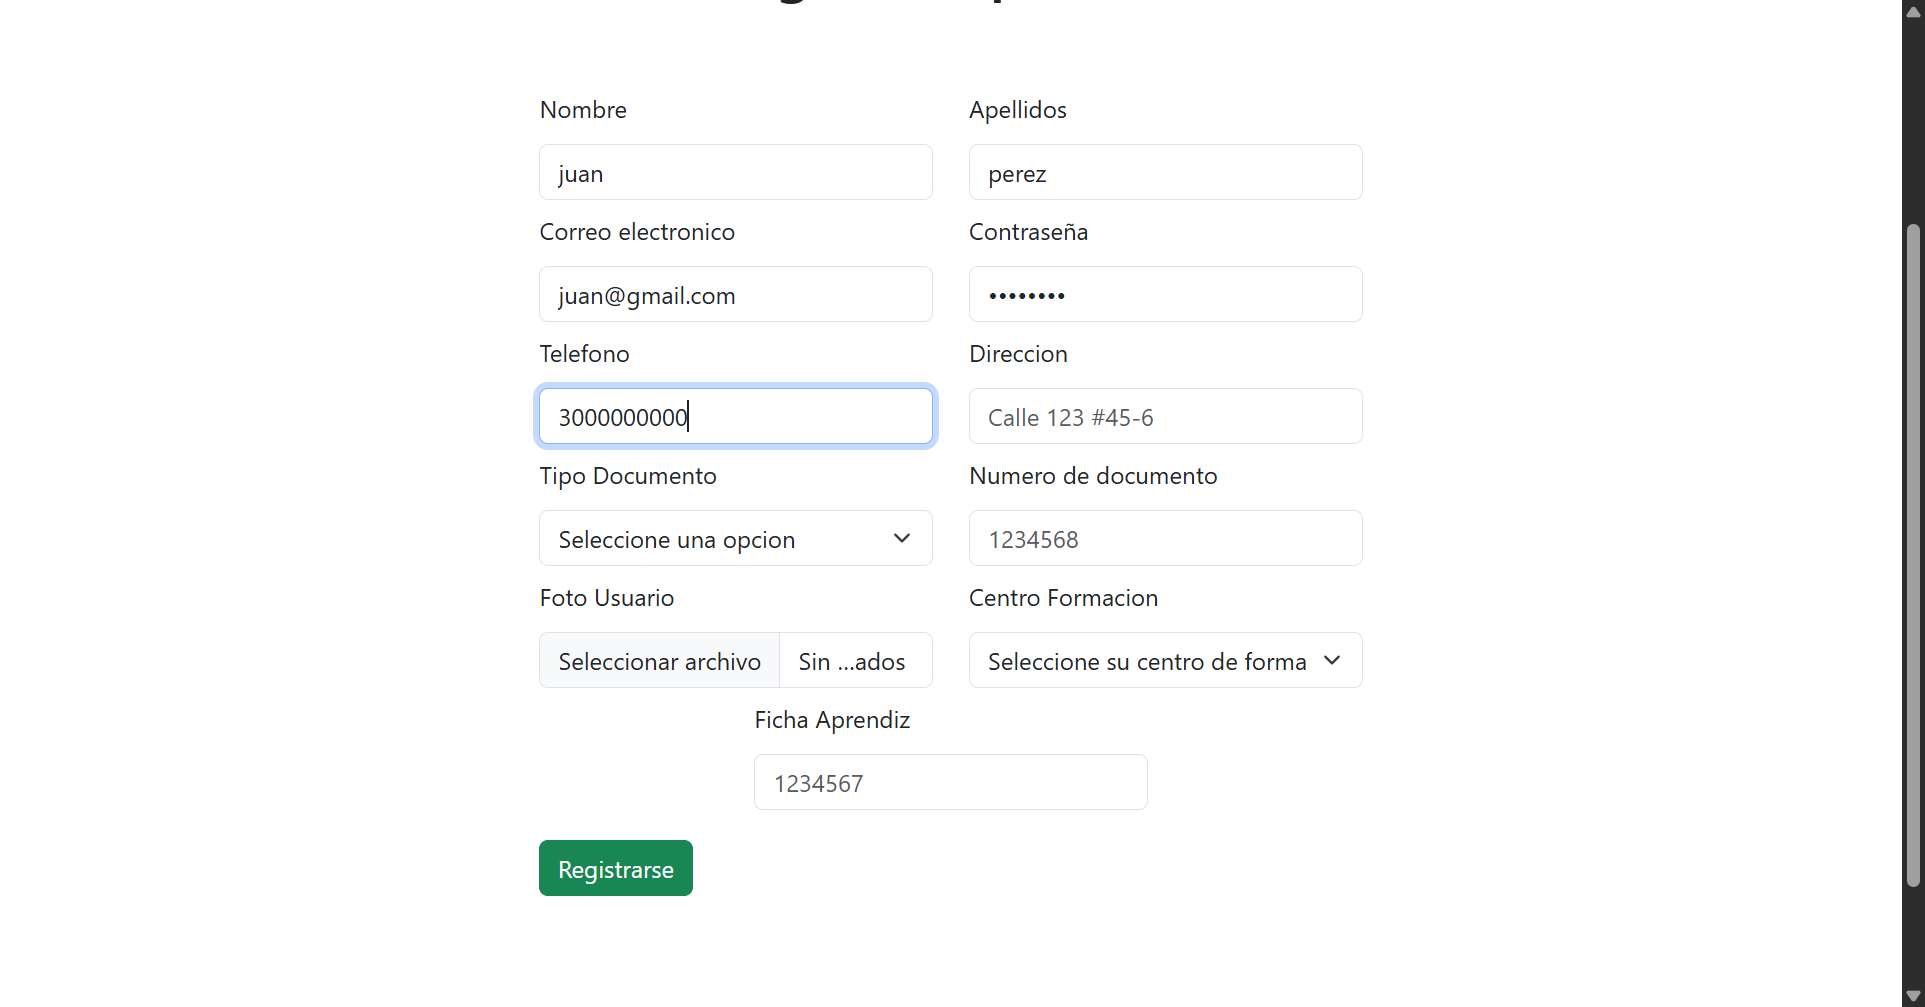 Nombre Apellidos
juan perez
Correo electronico Contraseña
juan@gmail.com ••••••••
Telefono Direccion
3000000000 Calle 123 #45-6
Tipo Documento Numero de documento
Seleccione una opcion 1234568
Foto Usuario Centro Formacion
Seleccionar archivo Sin ...ados Seleccione su centro de forma
Ficha Aprendiz
1234567
Registrarse